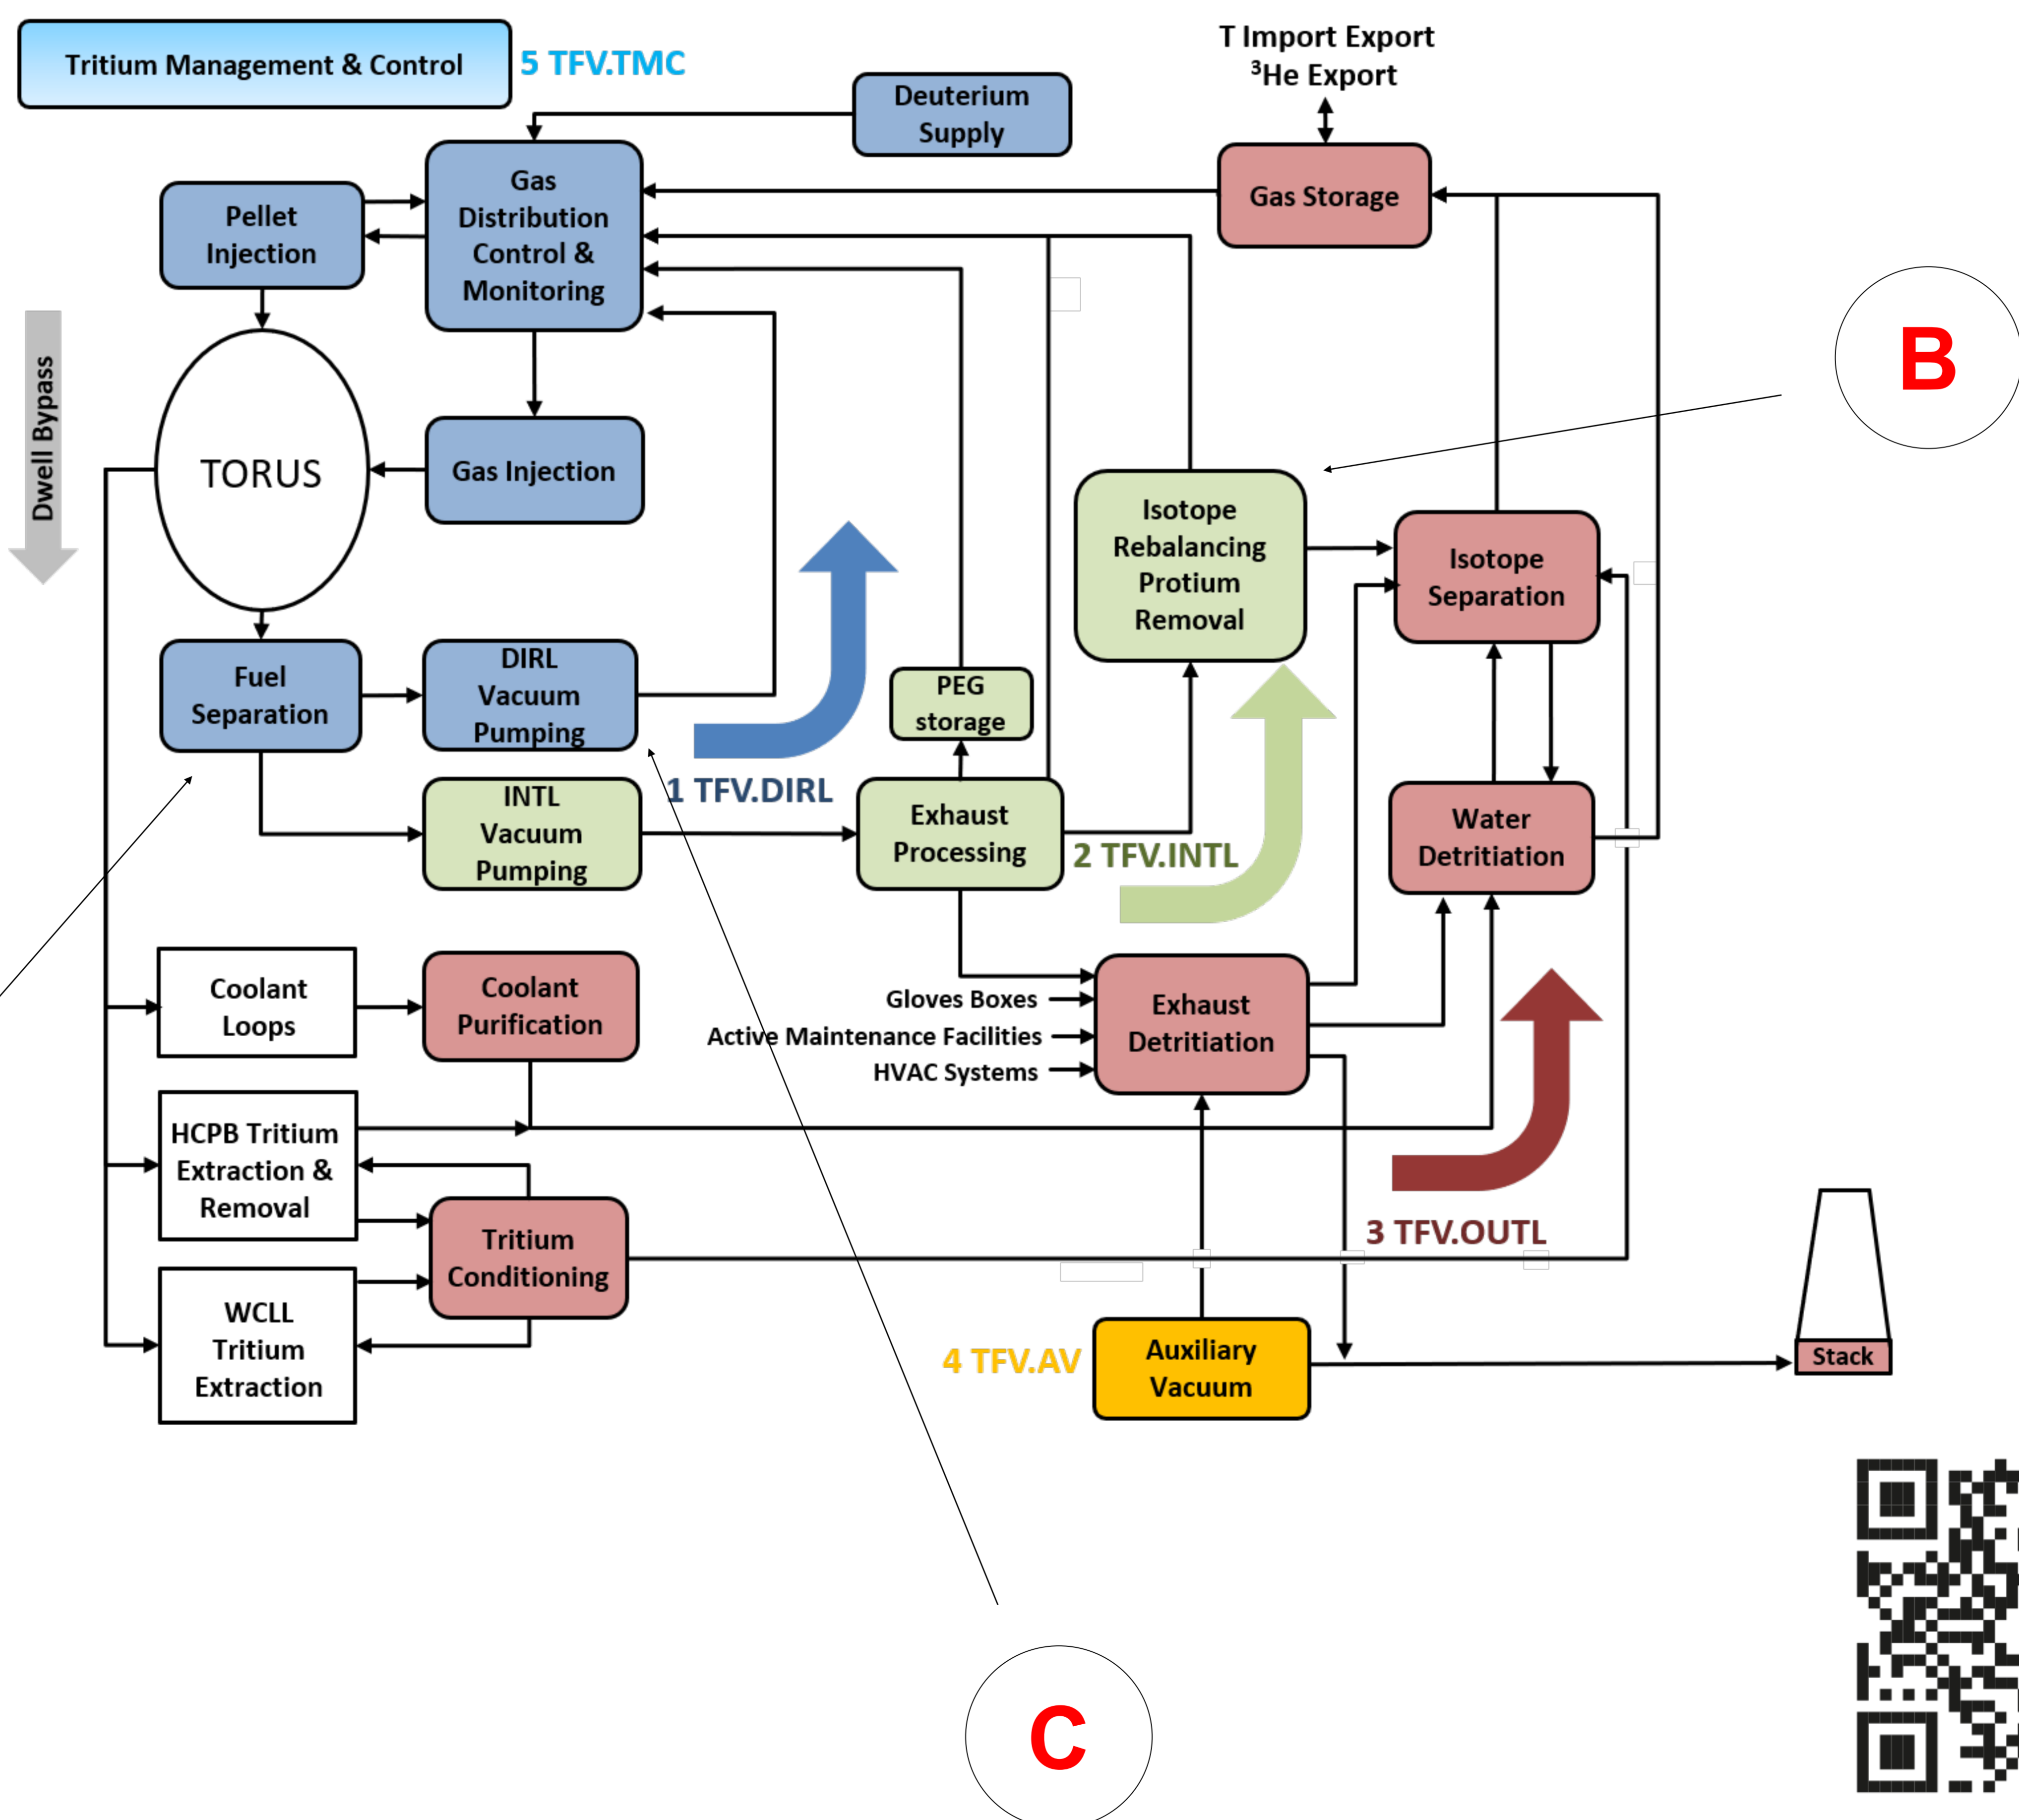 Tritium Management & Control
5 TFV.TMC
T Import Export
³He Export
Deuterium
Supply
Gas
Distribution
Control &
Monitoring
Pellet
Injection
Gas Storage
B
Dwell Bypass
TORUS
Gas Injection
Isotope
Rebalancing
Protium
Removal
Isotope
Separation
Fuel
Separation
DIRL
Vacuum
Pumping
PEG
storage
1 TFV.DIRL
INTL
Vacuum
Pumping
Exhaust
Processing
2 TFV.INTL
Water
Detritiation
Coolant
Loops
Coolant
Purification
Gloves Boxes
Active Maintenance Facilities
HVAC Systems
Exhaust
Detritiation
HCPB Tritium
Extraction &
Removal
Tritium
Conditioning
3 TFV.OUTL
WCLL
Tritium
Extraction
4 TFV.AV
Auxiliary
Vacuum
Stack
C